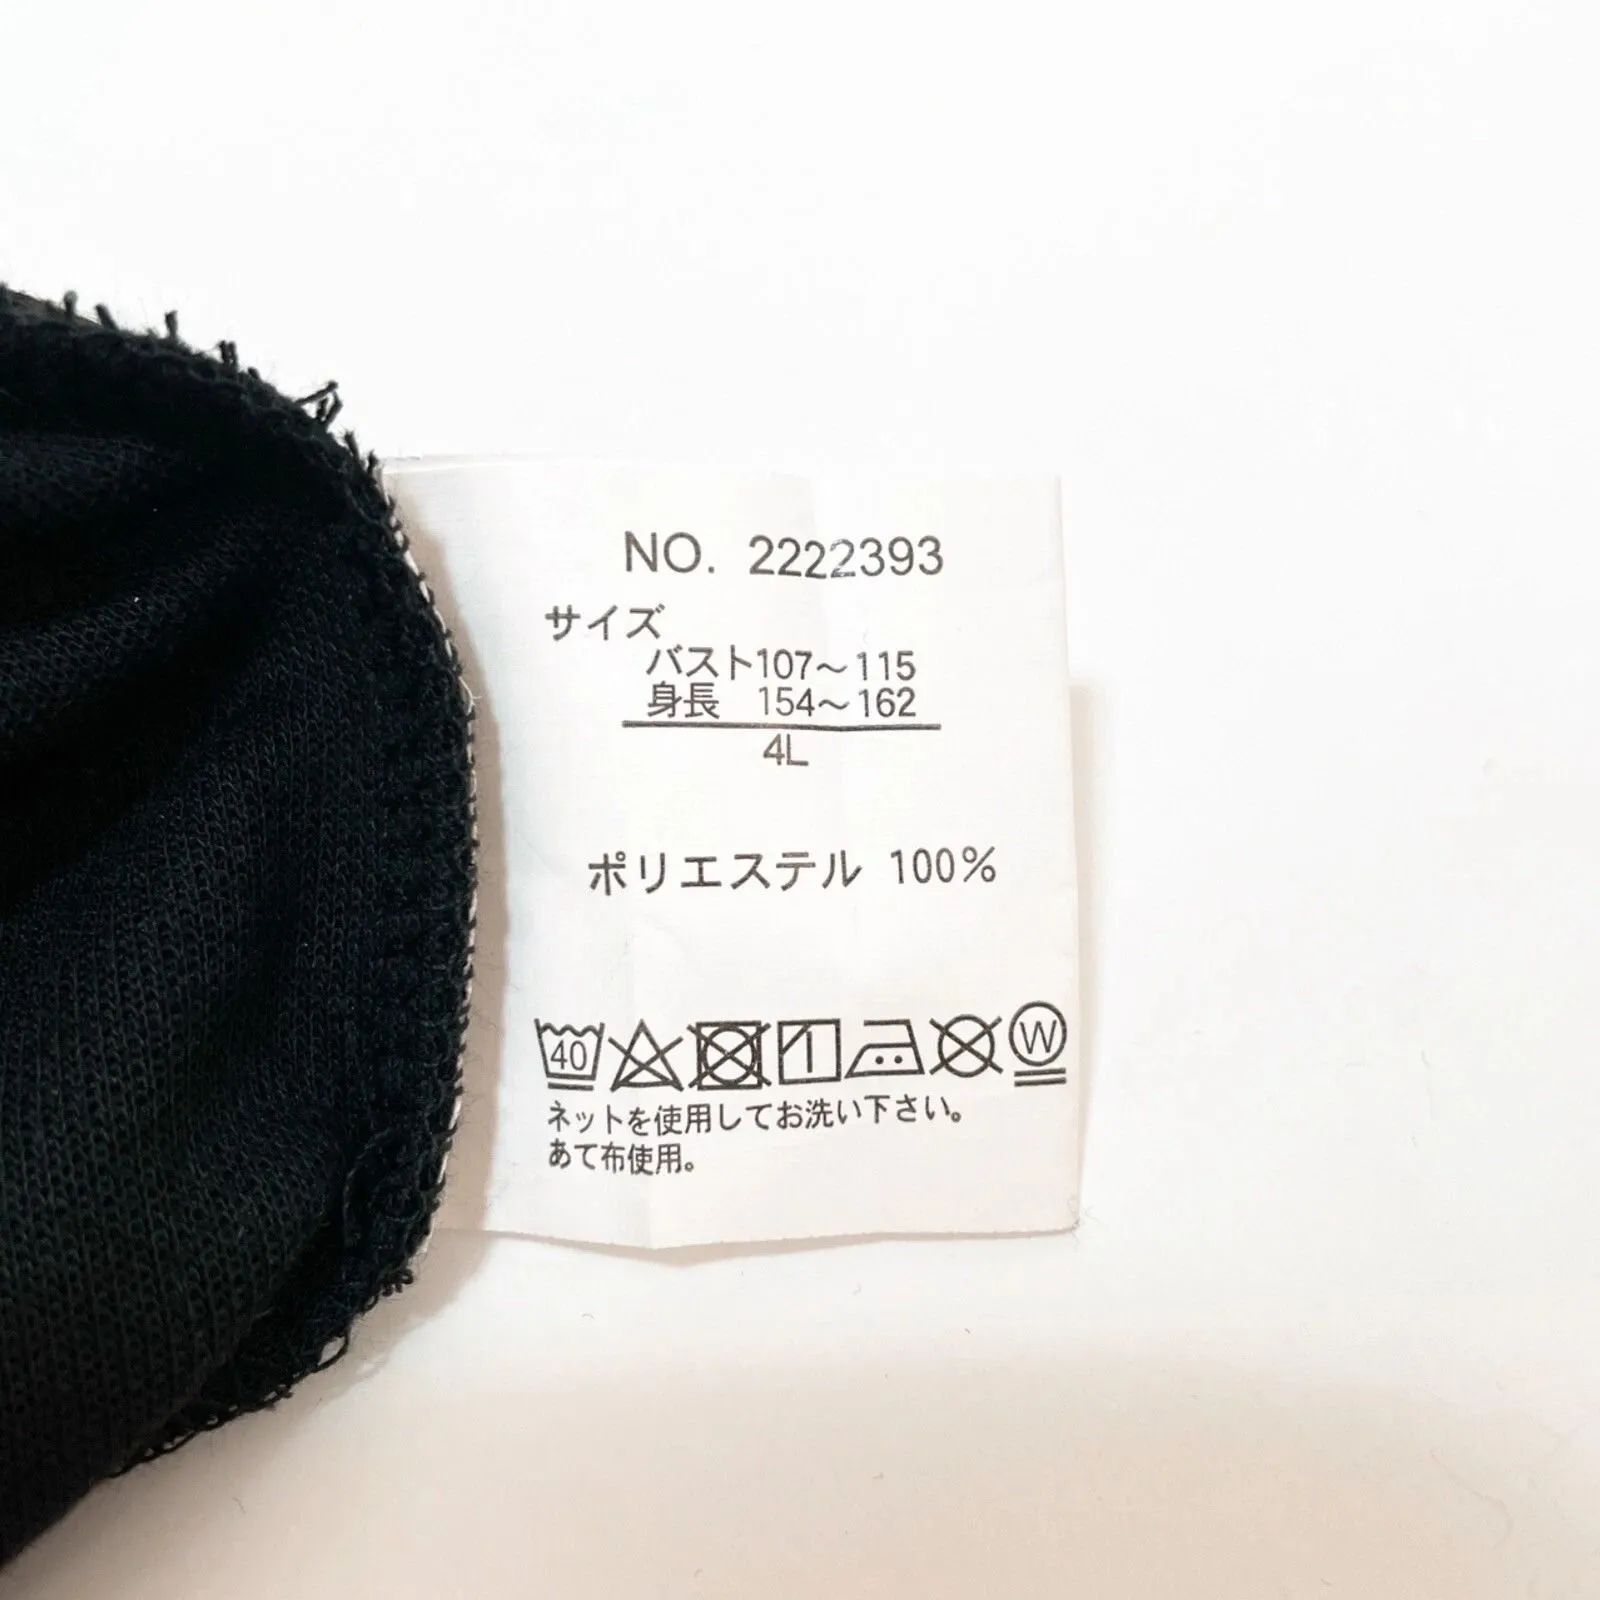 NO. 2222393
サイズ
バスト107～115
身長 154～162
4L
ポリエステル 100%
40 W
ネットを使用してお洗い下さい。
あて布使用。